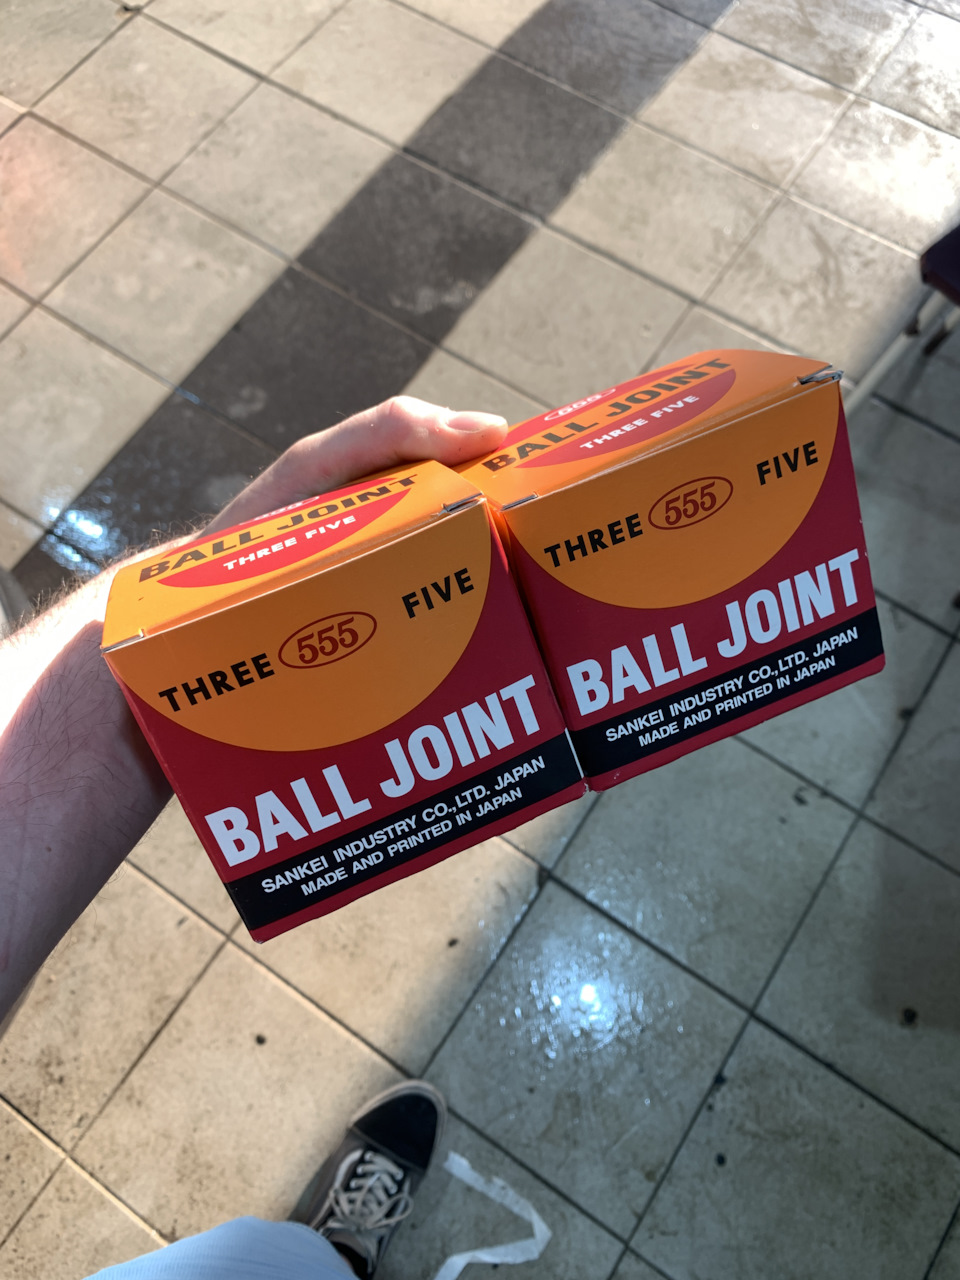 555
BALL JOINT
THREE FIVE
THREE 555 FIVE
BALL JOINT
SANKEI INDUSTRY CO.,LTD. JAPAN
MADE AND PRINTED IN JAPAN
555
BALL JOINT
THREE FIVE
THREE 555 FIVE
BALL JOINT
SANKEI INDUSTRY CO.,LTD. JAPAN
MADE AND PRINTED IN JAPAN